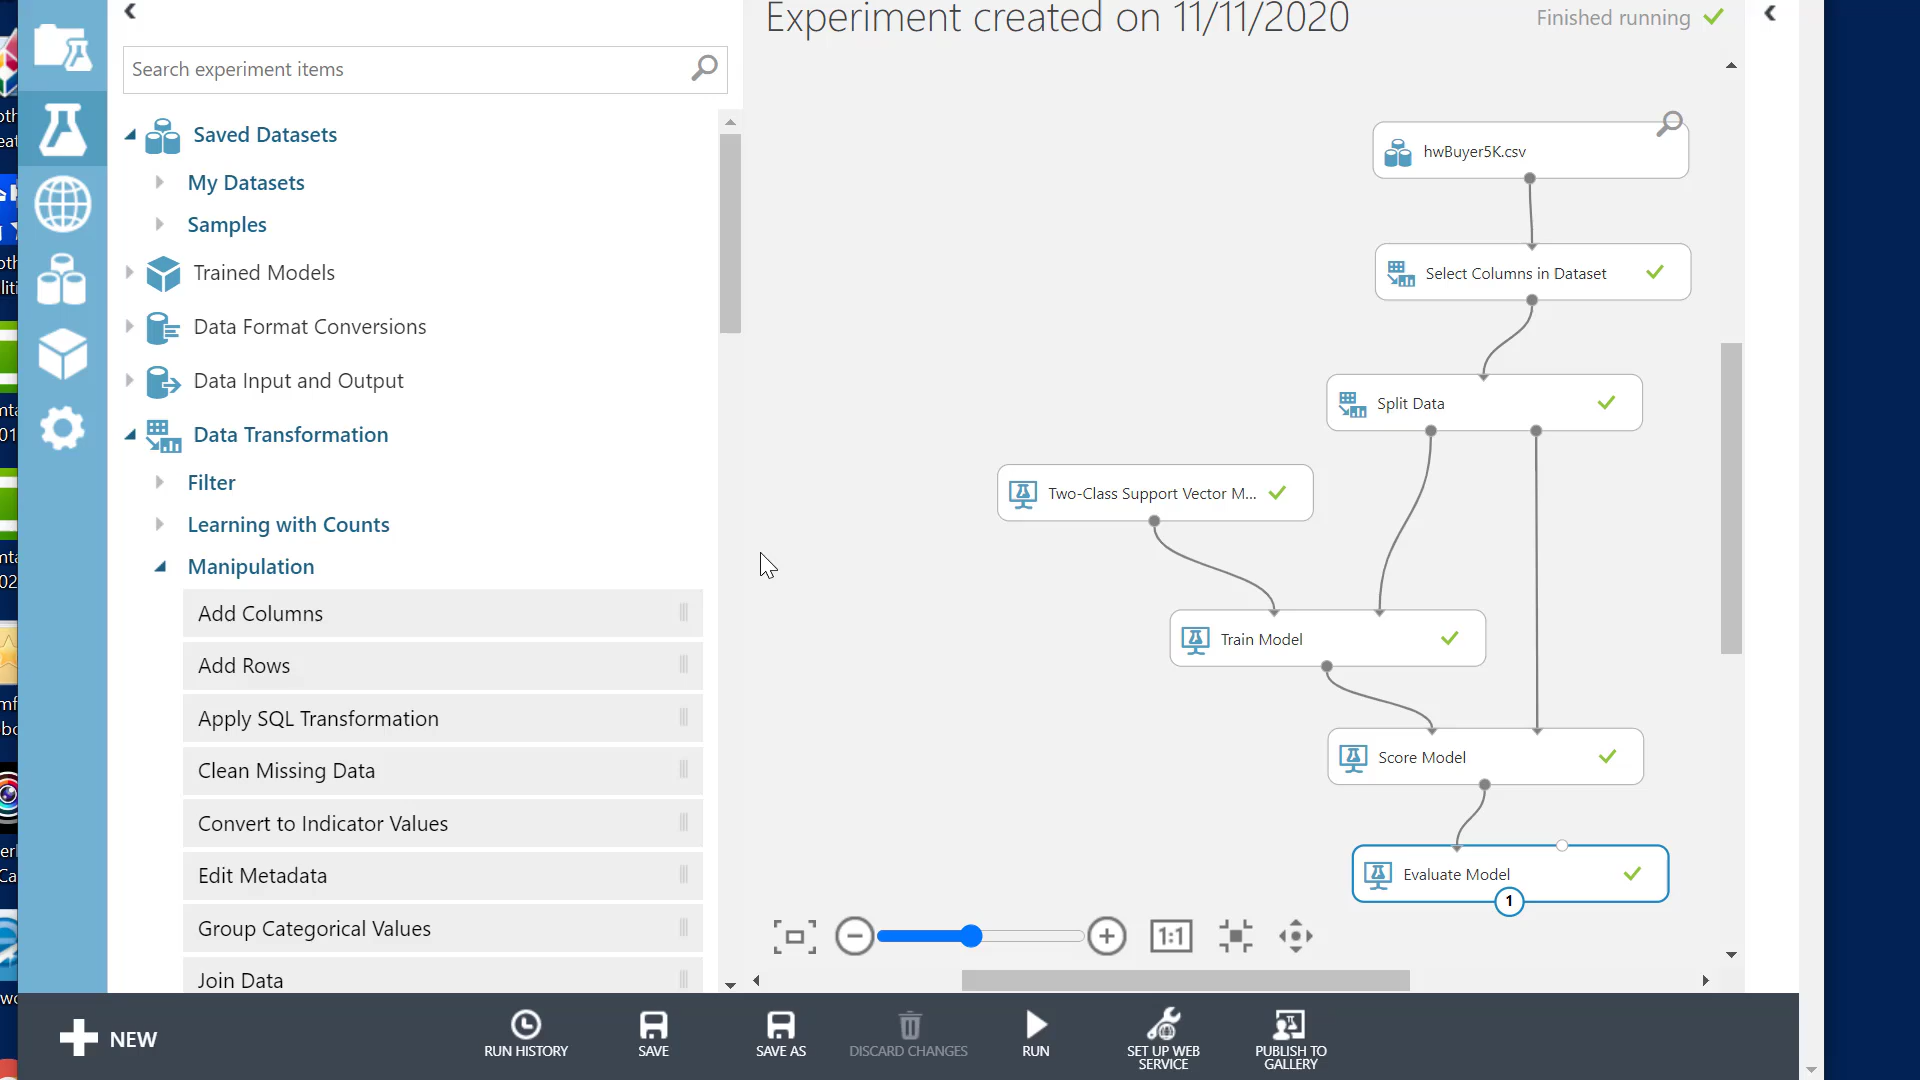 Experiment created on 11/11/2020
Finished running
Search experiment items
Saved Datasets
My Datasets
Samples
Trained Models
Data Format Conversions
Data Input and Output
Data Transformation
Filter
Learning with Counts
Manipulation
Add Columns
Add Rows
Apply SQL Transformation
Clean Missing Data
Convert to Indicator Values
Edit Metadata
Group Categorical Values
Join Data
hwBuyer5K.csv
Select Columns in Dataset
Split Data
Two-Class Support Vector M...
Train Model
Score Model
Evaluate Model
1
1:1
NEW
RUN HISTORY
SAVE
SAVE AS
DISCARD CHANGES
RUN
SET UP WEB
SERVICE
PUBLISH TO
GALLERY